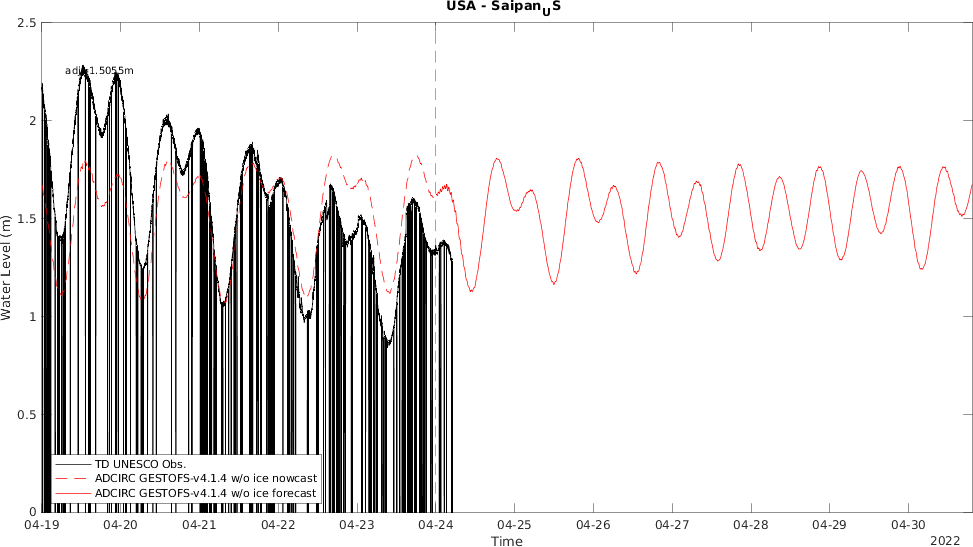 USA - Saipan_US
2.5
2
1.5
1
0.5
0
Water Level (m)
adj:1.5055m
TD UNESCO Obs.
ADCIRC GESTOFS-v4.1.4 w/o ice nowcast
ADCIRC GESTOFS-v4.1.4 w/o ice forecast
04-19 04-20 04-21 04-22 04-23 04-24 04-25 04-26 04-27 04-28 04-29 04-30
Time
2022